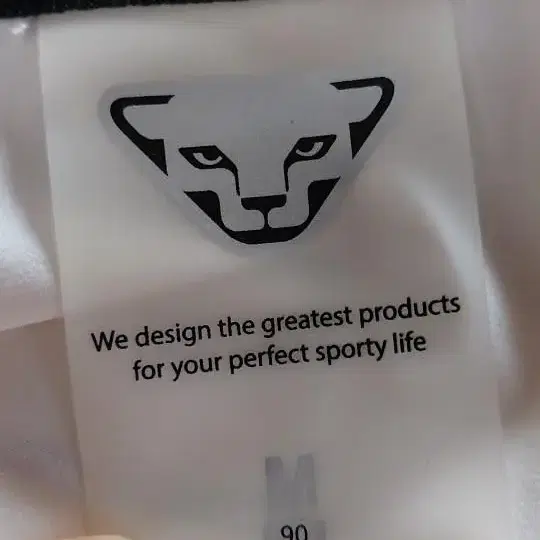 We design the greatest products
for your perfect sporty life
M
90